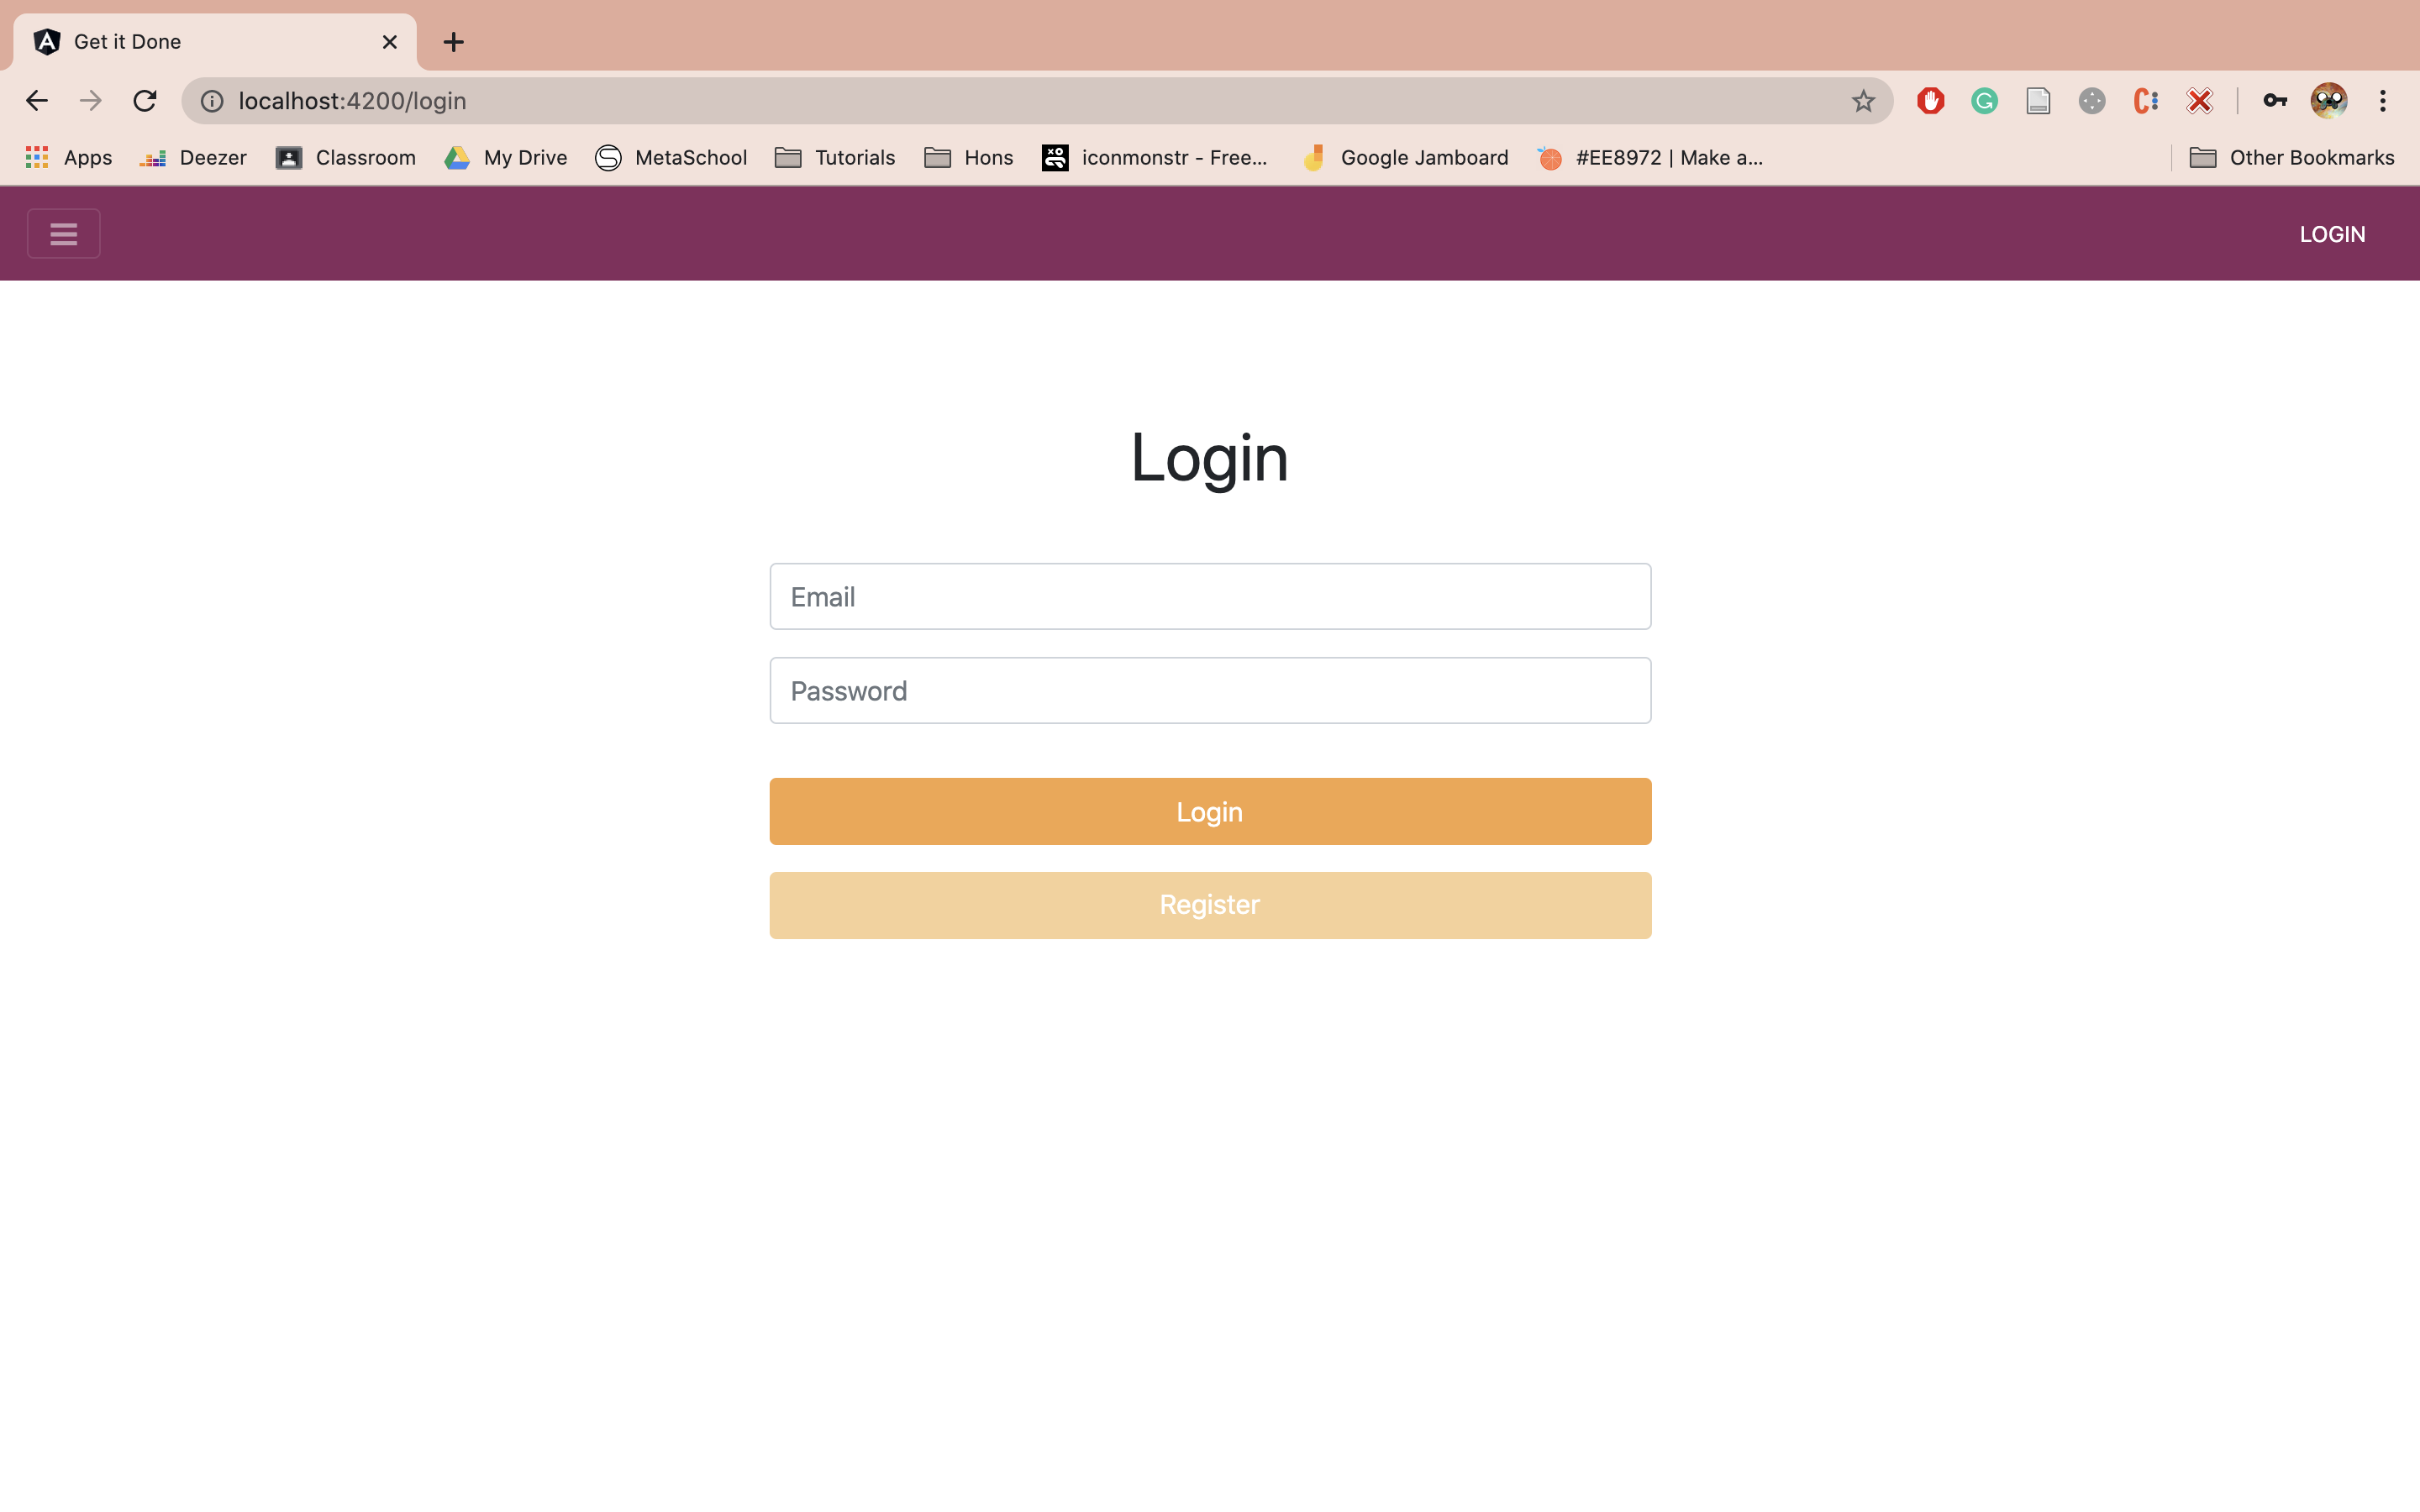 Get it Done
localhost:4200/login
Apps Deezer Classroom My Drive MetaSchool Tutorials Hons iconmonstr - Free... Google Jamboard #EE8972 | Make a... Other Bookmarks
LOGIN
Login
Email
Password
Login
Register